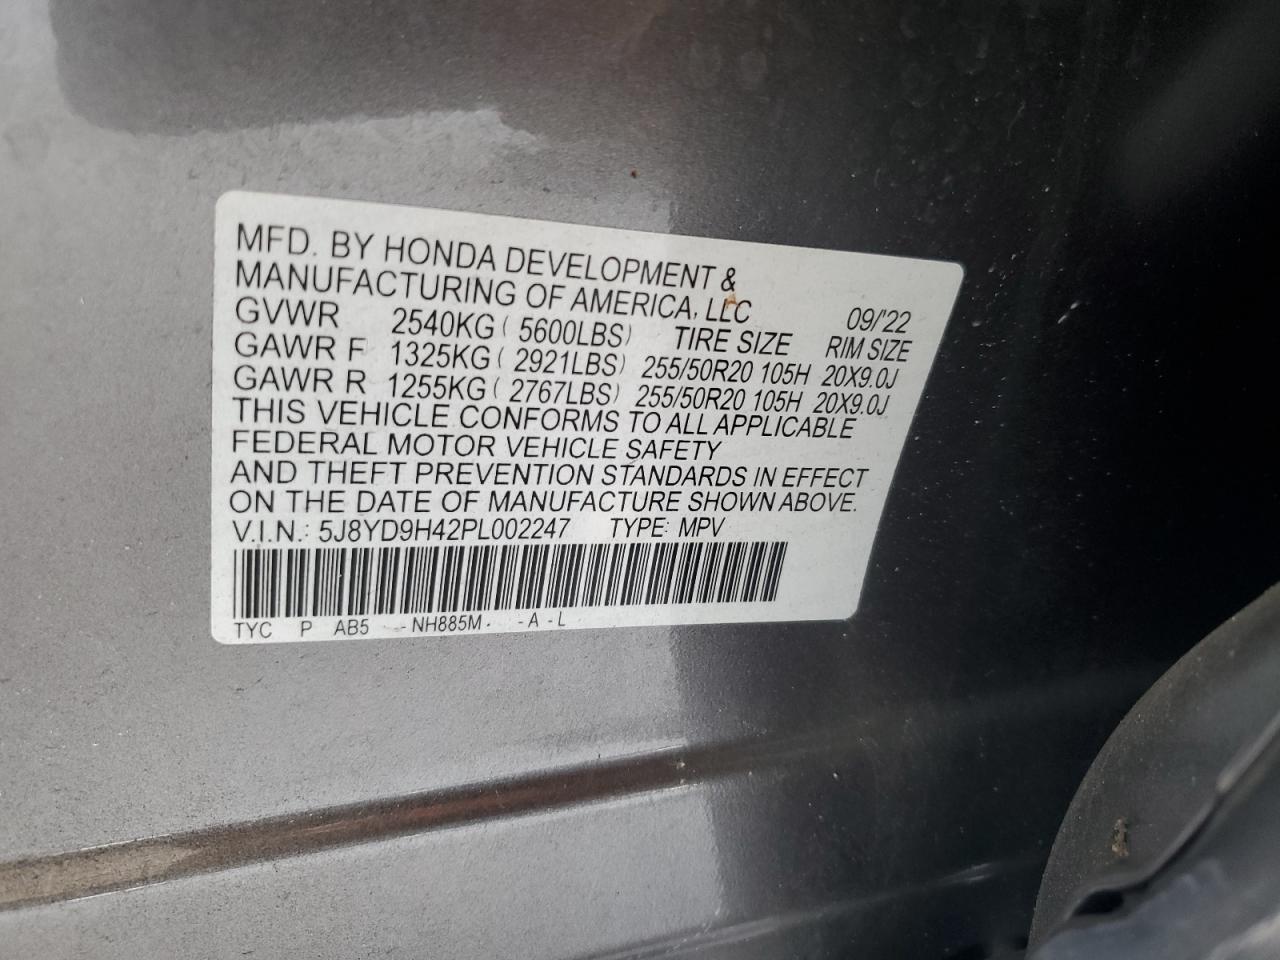 MFD. BY HONDA DEVELOPMENT &
MANUFACTURING OF AMERICA, LLC 09/'22
GVWR 2540KG ( 5600LBS) TIRE SIZE RIM SIZE
GAWR F 1325KG ( 2921LBS) 255/50R20 105H 20X9.0J
GAWR R 1255KG ( 2767LBS) 255/50R20 105H 20X9.0J
THIS VEHICLE CONFORMS TO ALL APPLICABLE
FEDERAL MOTOR VEHICLE SAFETY
AND THEFT PREVENTION STANDARDS IN EFFECT
ON THE DATE OF MANUFACTURE SHOWN ABOVE.
V.I.N.: 5J8YD9H42PL002247 TYPE: MPV
TYC P AB5 -NH885M- -A-L